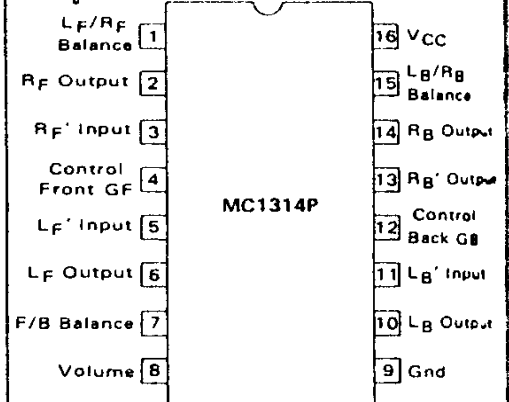 LF/RF
Balance 1
RF Output 2
RF' Input 3
Control
Front GF 4
LF' Input 5
LF Output 6
F/B Balance 7
Volume 8
MC1314P
16 VCC
15 LB/RB
Balance
14 RB Output
13 RB' Output
12 Control
Back GB
11 LB' Input
10 LB Output
9 Gnd